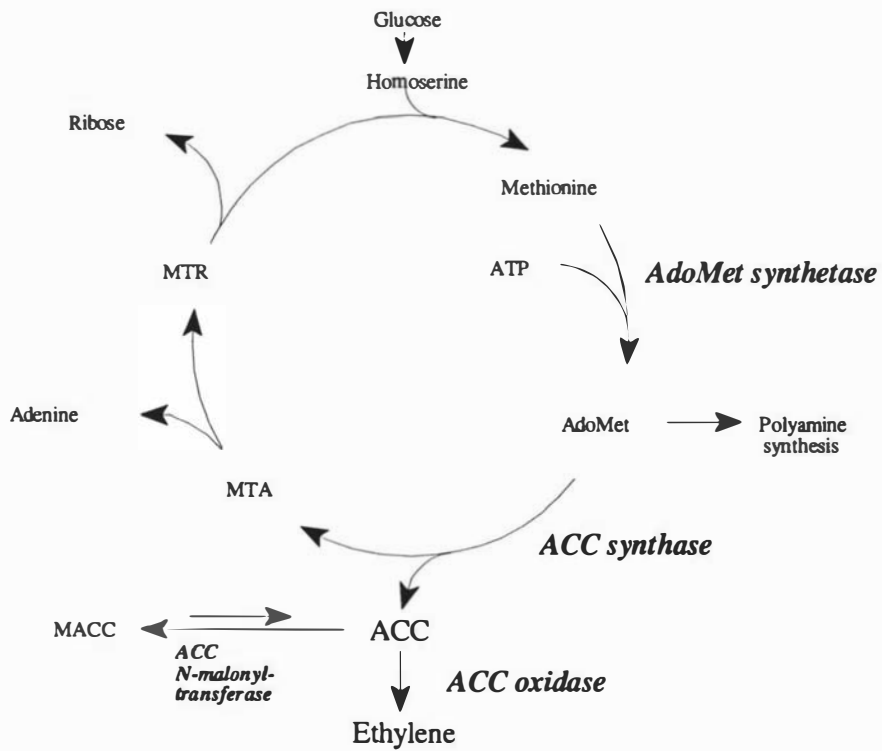 Glucose
Homoserine
Ribose
Methionine
MTR
ATP
AdoMet synthetase
Adenine
AdoMet
Polyamine
synthesis
MTA
ACC synthase
MACC
ACC
ACC
N-malonyl-
transferase
ACC oxidase
Ethylene